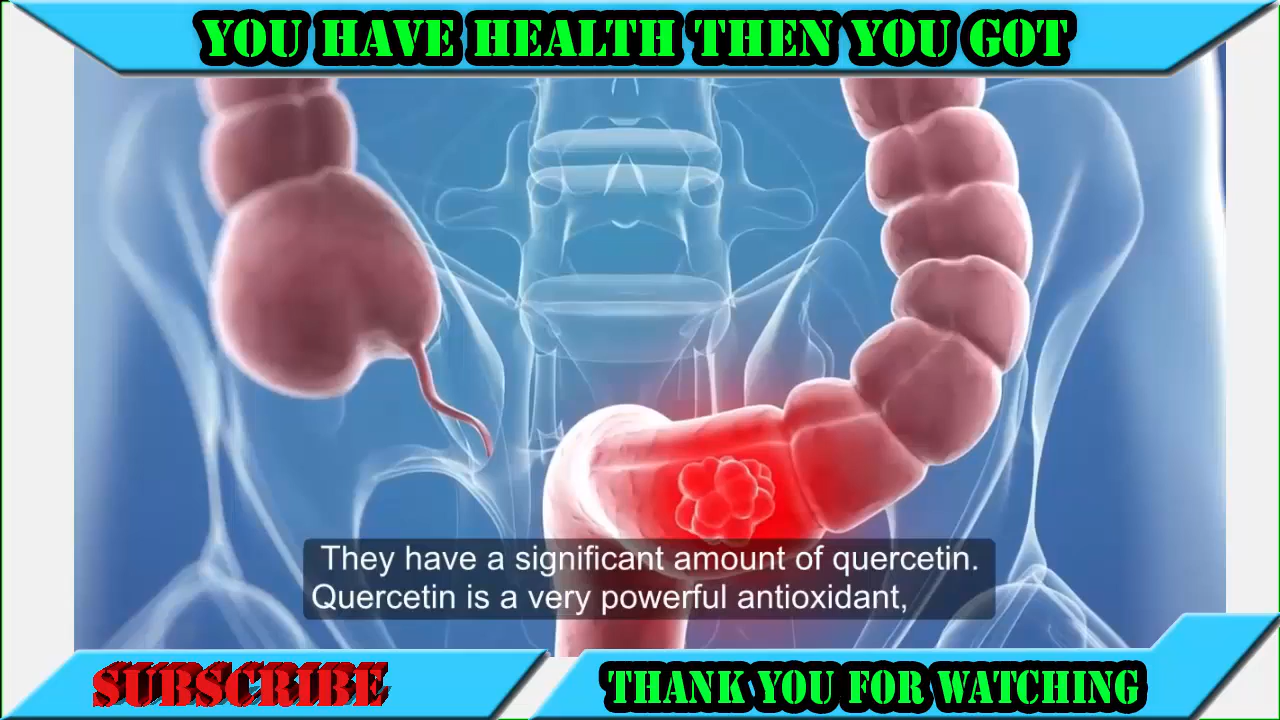 YOU HAVE HEALTH THEN YOU GOT
They have a significant amount of quercetin.
Quercetin is a very powerful antioxidant,
SUBSCRIBE
THANK YOU FOR WATCHING